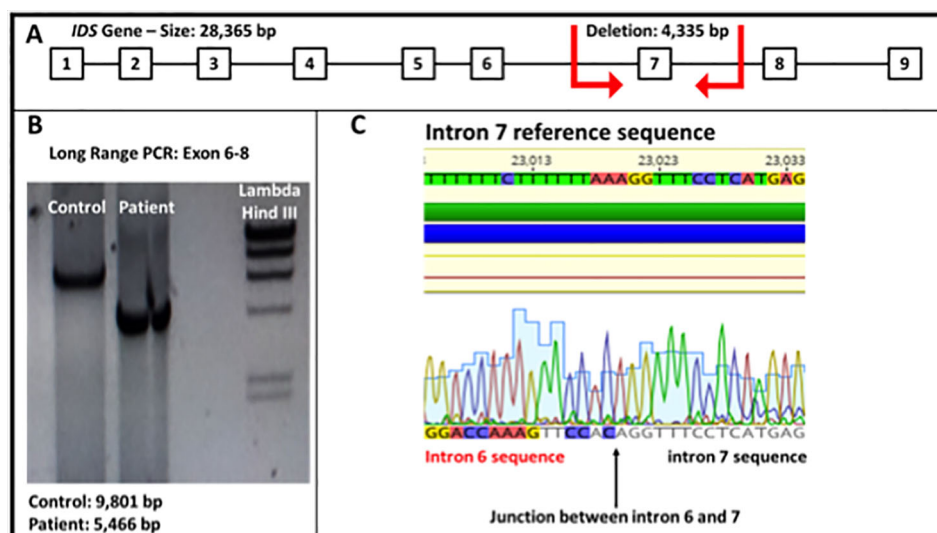 A
IDS Gene – Size: 28,365 bp
Deletion: 4,335 bp
1 2 3 4 5 6 7 8 9
B
Long Range PCR: Exon 6-8
Control Patient
Lambda
Hind III
Control: 9,801 bp
Patient: 5,466 bp
C
Intron 7 reference sequence
23,013 23,023 23,033
TTTTTTCTTTTTTAAAGGTTTCCTCATGAG
GGACCAAAGTTCCACAGGTTTCCTCATGAG
Intron 6 sequence
intron 7 sequence
Junction between intron 6 and 7